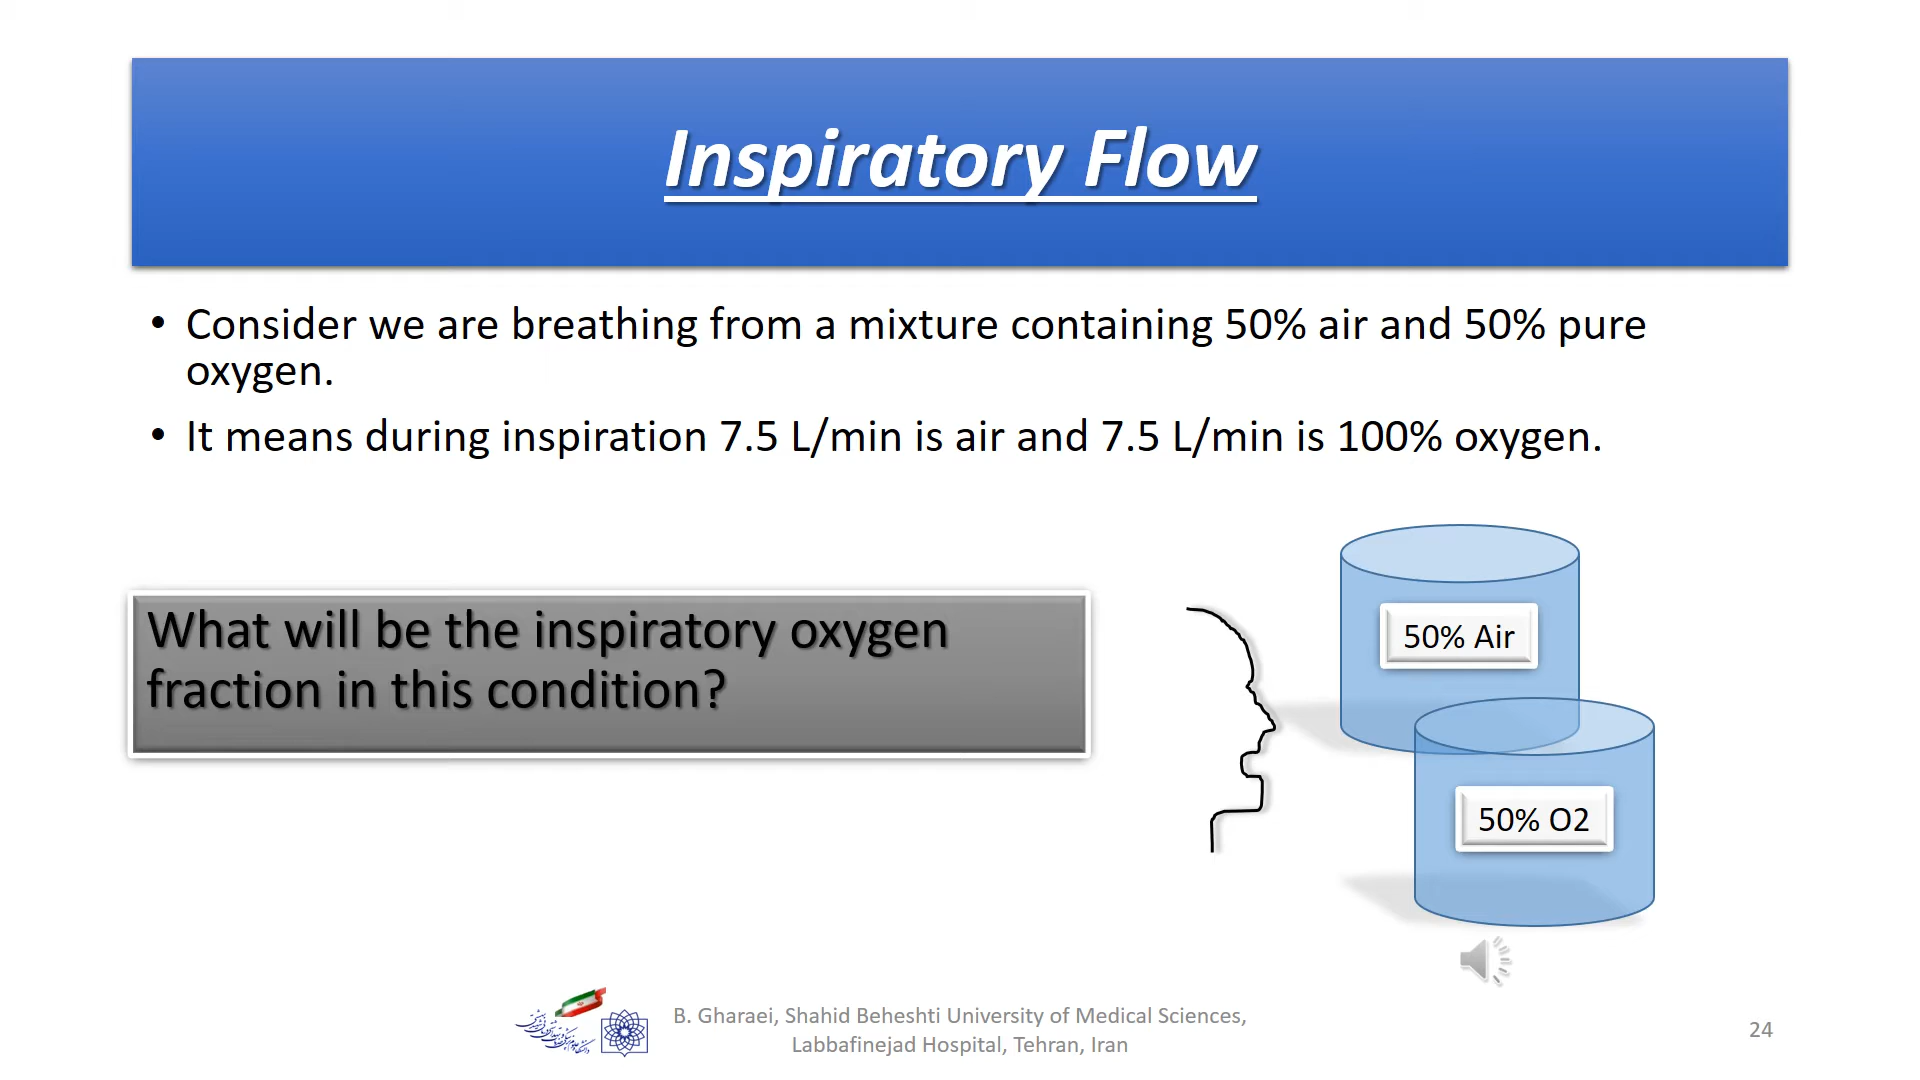 Inspiratory Flow
• Consider we are breathing from a mixture containing 50% air and 50% pure
oxygen.
• It means during inspiration 7.5 L/min is air and 7.5 L/min is 100% oxygen.
What will be the inspiratory oxygen
fraction in this condition?
50% Air
50% O2
B. Gharaei, Shahid Beheshti University of Medical Sciences,
Labbafinejad Hospital, Tehran, Iran
24